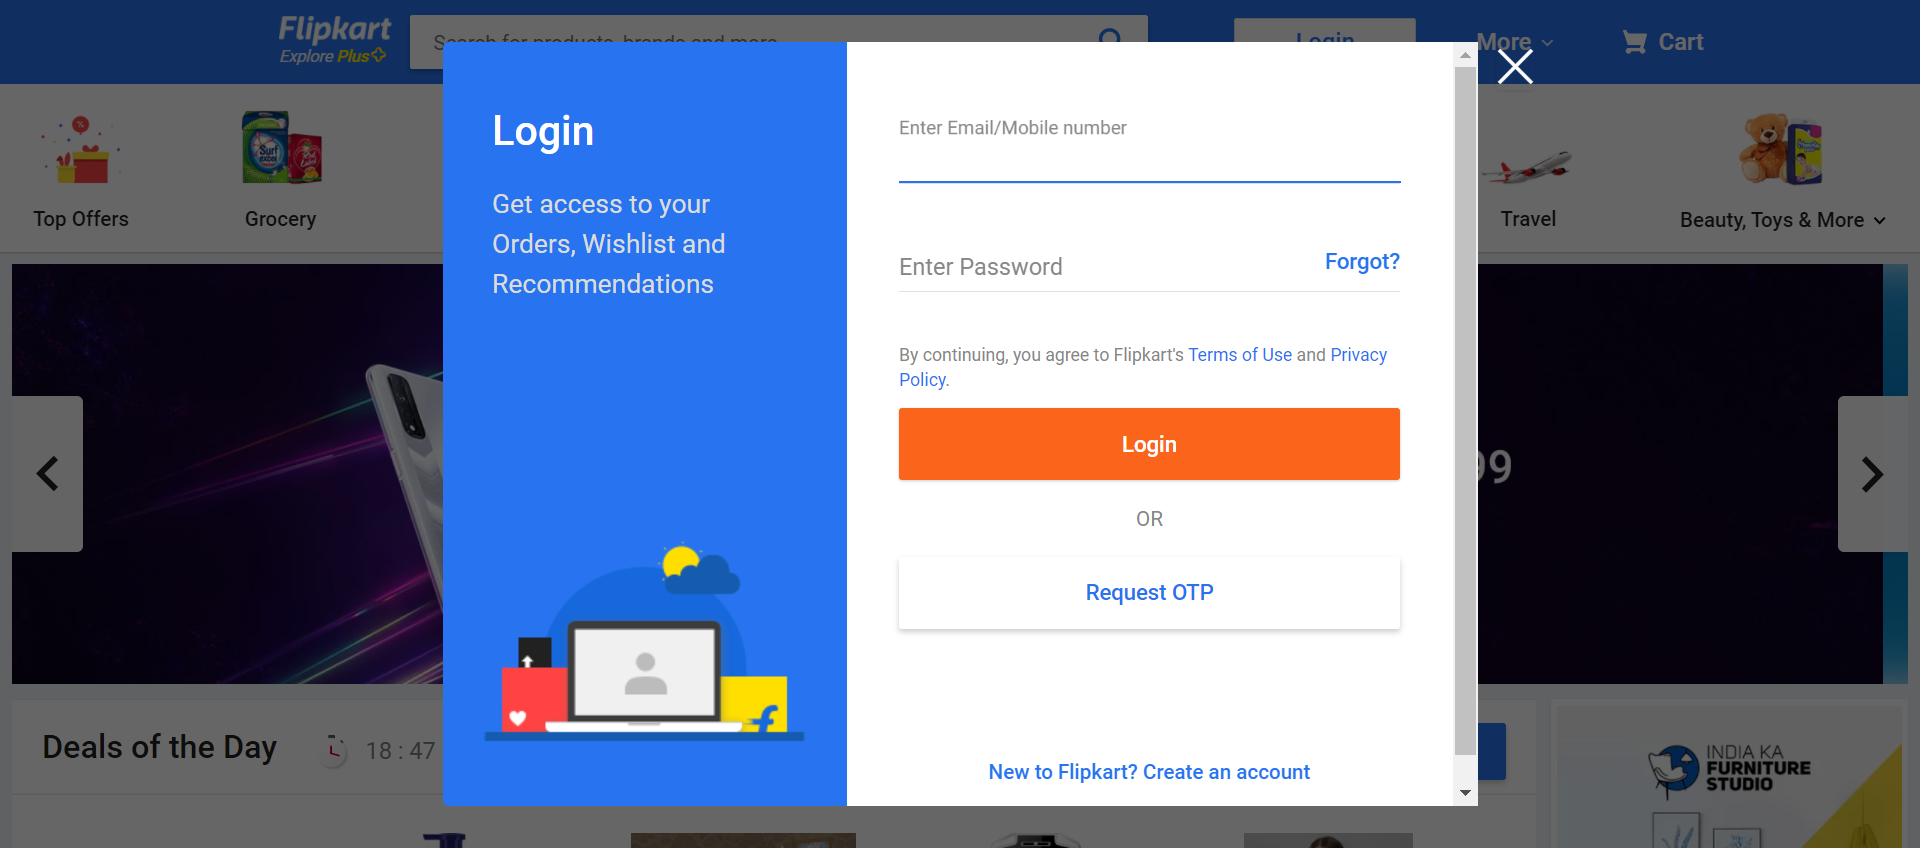 Flipkart
Explore Plus
Search for products, brands and more
Login
More
Cart
Top Offers
Grocery
Travel
Beauty, Toys & More
Login
Get access to your
Orders, Wishlist and
Recommendations
Enter Email/Mobile number
Enter Password
Forgot?
By continuing, you agree to Flipkart's Terms of Use and Privacy
Policy.
Login
OR
Request OTP
New to Flipkart? Create an account
99
Deals of the Day
18 : 47
INDIA KA
FURNITURE
STUDIO
Surf
excel